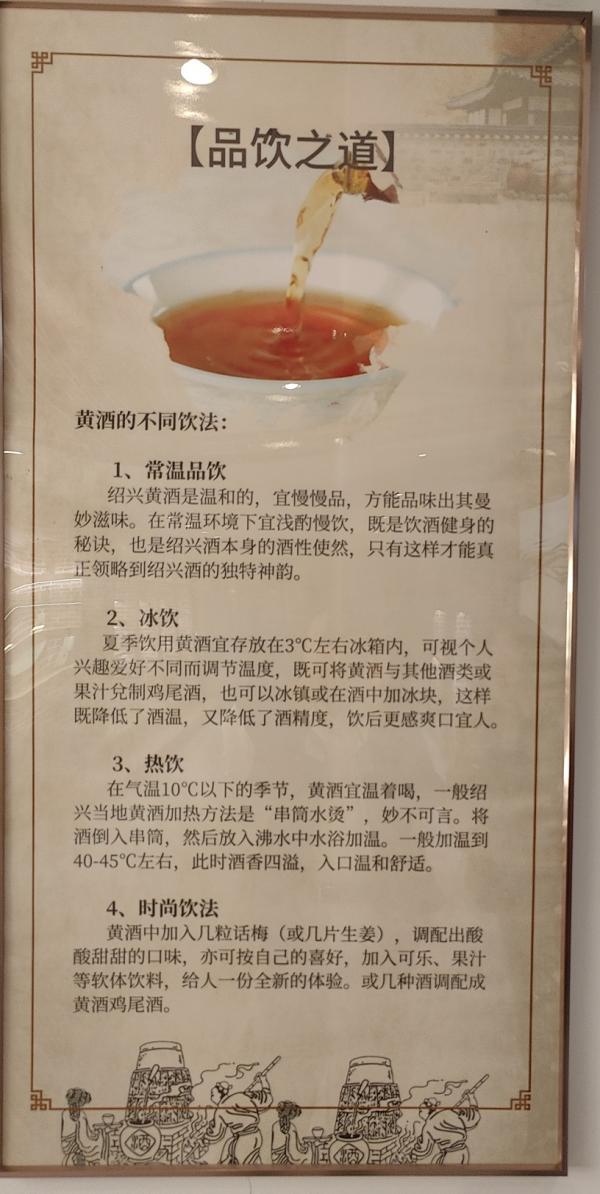 【品饮之道】
黄酒的不同饮法：
1、常温品饮
绍兴黄酒是温和的，宜慢慢品，方能品味出其曼
妙滋味。在常温环境下宜浅酌慢饮，既是饮酒健身的
秘诀，也是绍兴酒本身的酒性使然，只有这样才能真
正领略到绍兴酒的独特神韵。
2、冰饮
夏季饮用黄酒宜存放在3℃左右冰箱内，可视个人
兴趣爱好不同而调节温度，既可将黄酒与其他酒类或
果汁兑制鸡尾酒，也可以冰镇或在酒中加冰块，这样
既降低了酒温，又降低了酒精度，饮后更感爽口宜人。
3、热饮
在气温10℃以下的季节，黄酒宜温着喝，一般绍
兴当地黄酒加热方法是“串筒水烫”，妙不可言。将
酒倒入串筒，然后放入沸水中水浴加温。一般加温到
40-45℃左右，此时酒香四溢，入口温和舒适。
4、时尚饮法
黄酒中加入几粒话梅（或几片生姜），调配出酸
酸甜甜的口味，亦可按自己的喜好，加入可乐、果汁
等软体饮料，给人一份全新的体验。或几种酒调配成
黄酒鸡尾酒。
酒 酒